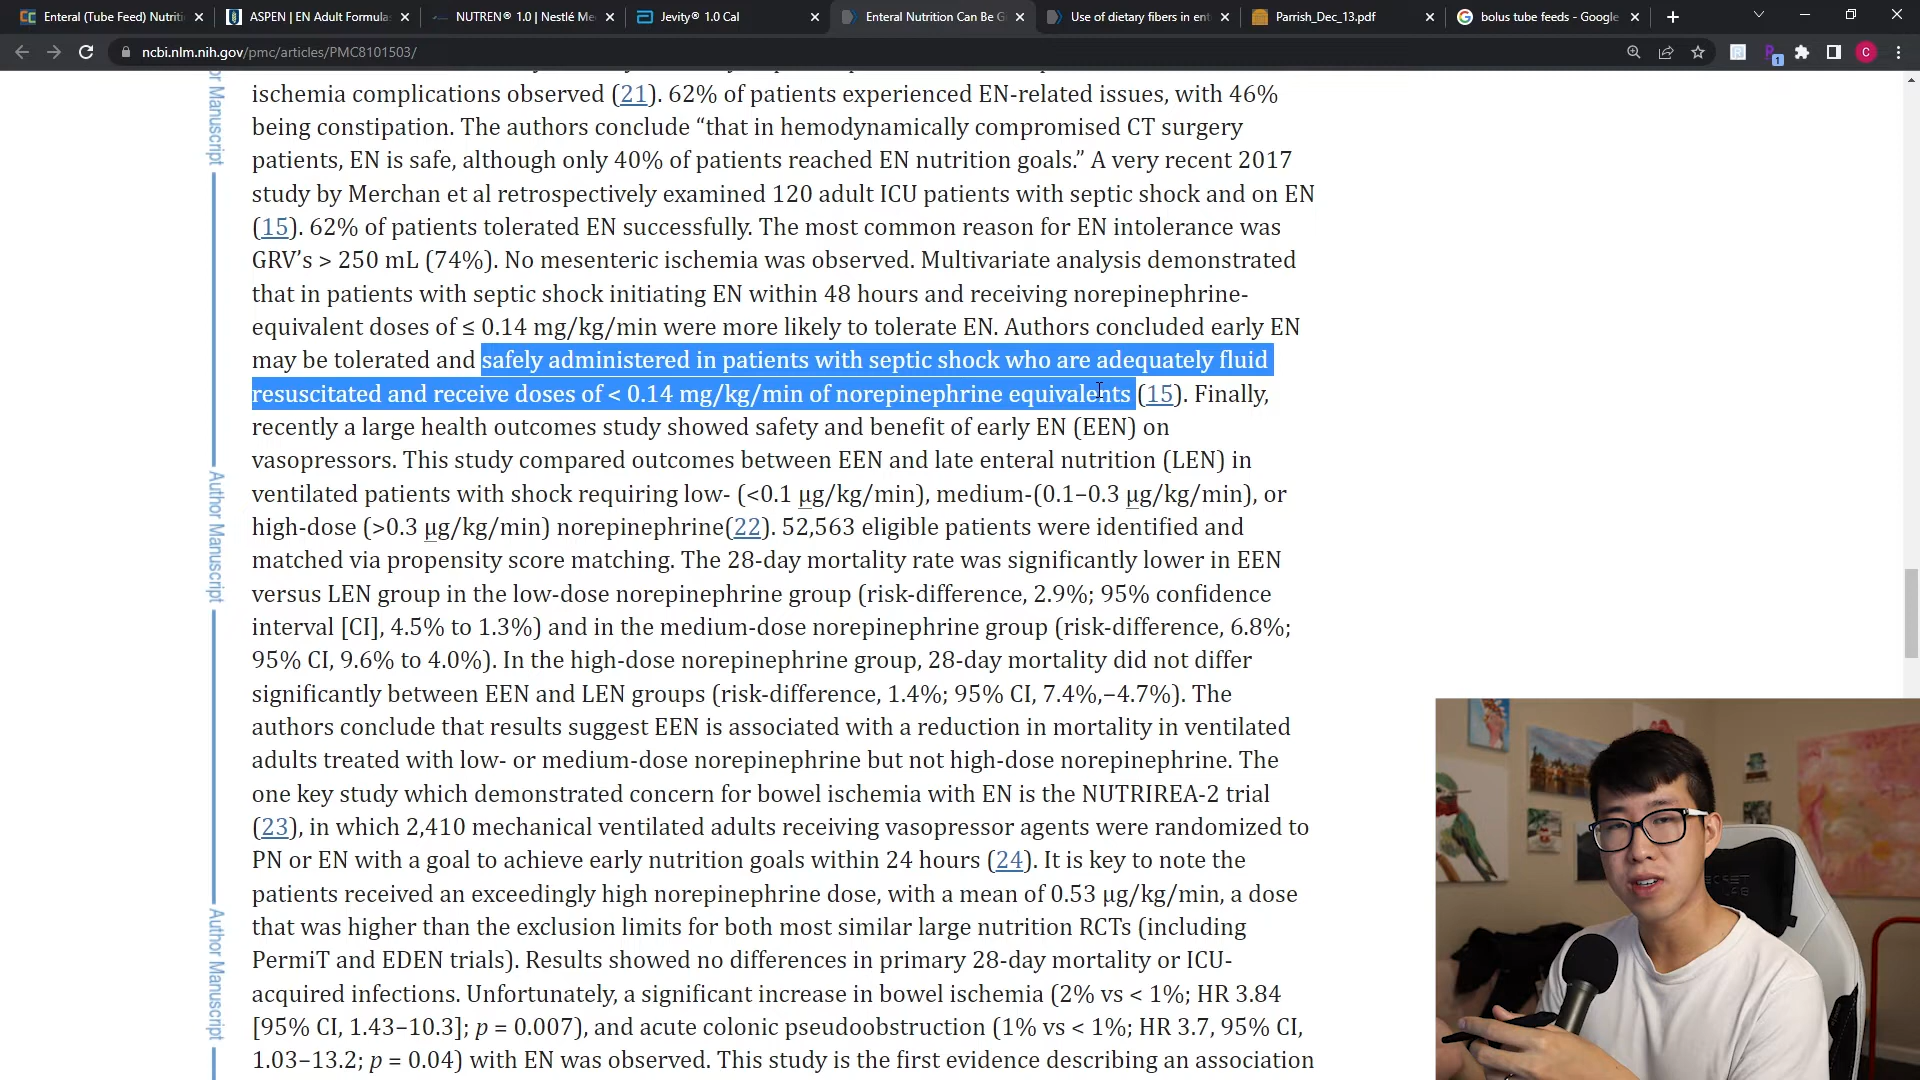 Enteral (Tube Feed) Nutriti
ASPEN | EN Adult Formula
NUTREN® 1.0 | Nestlé Me
Jevity® 1.0 Cal
Enteral Nutrition Can Be G
Use of dietary fibers in ent
Parrish_Dec_13.pdf
bolus tube feeds - Google
ncbi.nlm.nih.gov/pmc/articles/PMC8101503/
ischemia complications observed (21). 62% of patients experienced EN-related issues, with 46%
being constipation. The authors conclude “that in hemodynamically compromised CT surgery
patients, EN is safe, although only 40% of patients reached EN nutrition goals.” A very recent 2017
study by Merchan et al retrospectively examined 120 adult ICU patients with septic shock and on EN
(15). 62% of patients tolerated EN successfully. The most common reason for EN intolerance was
GRV’s > 250 mL (74%). No mesenteric ischemia was observed. Multivariate analysis demonstrated
that in patients with septic shock initiating EN within 48 hours and receiving norepinephrine-
equivalent doses of ≤ 0.14 mg/kg/min were more likely to tolerate EN. Authors concluded early EN
may be tolerated and safely administered in patients with septic shock who are adequately fluid
resuscitated and receive doses of < 0.14 mg/kg/min of norepinephrine equivalents (15). Finally,
recently a large health outcomes study showed safety and benefit of early EN (EEN) on
vasopressors. This study compared outcomes between EEN and late enteral nutrition (LEN) in
ventilated patients with shock requiring low- (<0.1 μg/kg/min), medium-(0.1–0.3 μg/kg/min), or
high-dose (>0.3 μg/kg/min) norepinephrine(22). 52,563 eligible patients were identified and
matched via propensity score matching. The 28-day mortality rate was significantly lower in EEN
versus LEN group in the low-dose norepinephrine group (risk-difference, 2.9%; 95% confidence
interval [CI], 4.5% to 1.3%) and in the medium-dose norepinephrine group (risk-difference, 6.8%;
95% CI, 9.6% to 4.0%). In the high-dose norepinephrine group, 28-day mortality did not differ
significantly between EEN and LEN groups (risk-difference, 1.4%; 95% CI, 7.4%,−4.7%). The
authors conclude that results suggest EEN is associated with a reduction in mortality in ventilated
adults treated with low- or medium-dose norepinephrine but not high-dose norepinephrine. The
one key study which demonstrated concern for bowel ischemia with EN is the NUTRIREA-2 trial
(23), in which 2,410 mechanical ventilated adults receiving vasopressor agents were randomized to
PN or EN with a goal to achieve early nutrition goals within 24 hours (24). It is key to note the
patients received an exceedingly high norepinephrine dose, with a mean of 0.53 μg/kg/min, a dose
that was higher than the exclusion limits for both most similar large nutrition RCTs (including
PermiT and EDEN trials). Results showed no differences in primary 28-day mortality or ICU-
acquired infections. Unfortunately, a significant increase in bowel ischemia (2% vs < 1%; HR 3.84
[95% CI, 1.43–10.3]; p = 0.007), and acute colonic pseudoobstruction (1% vs < 1%; HR 3.7, 95% CI,
1.03–13.2; p = 0.04) with EN was observed. This study is the first evidence describing an association
or Manuscript
Author Manuscript
Author Manuscript